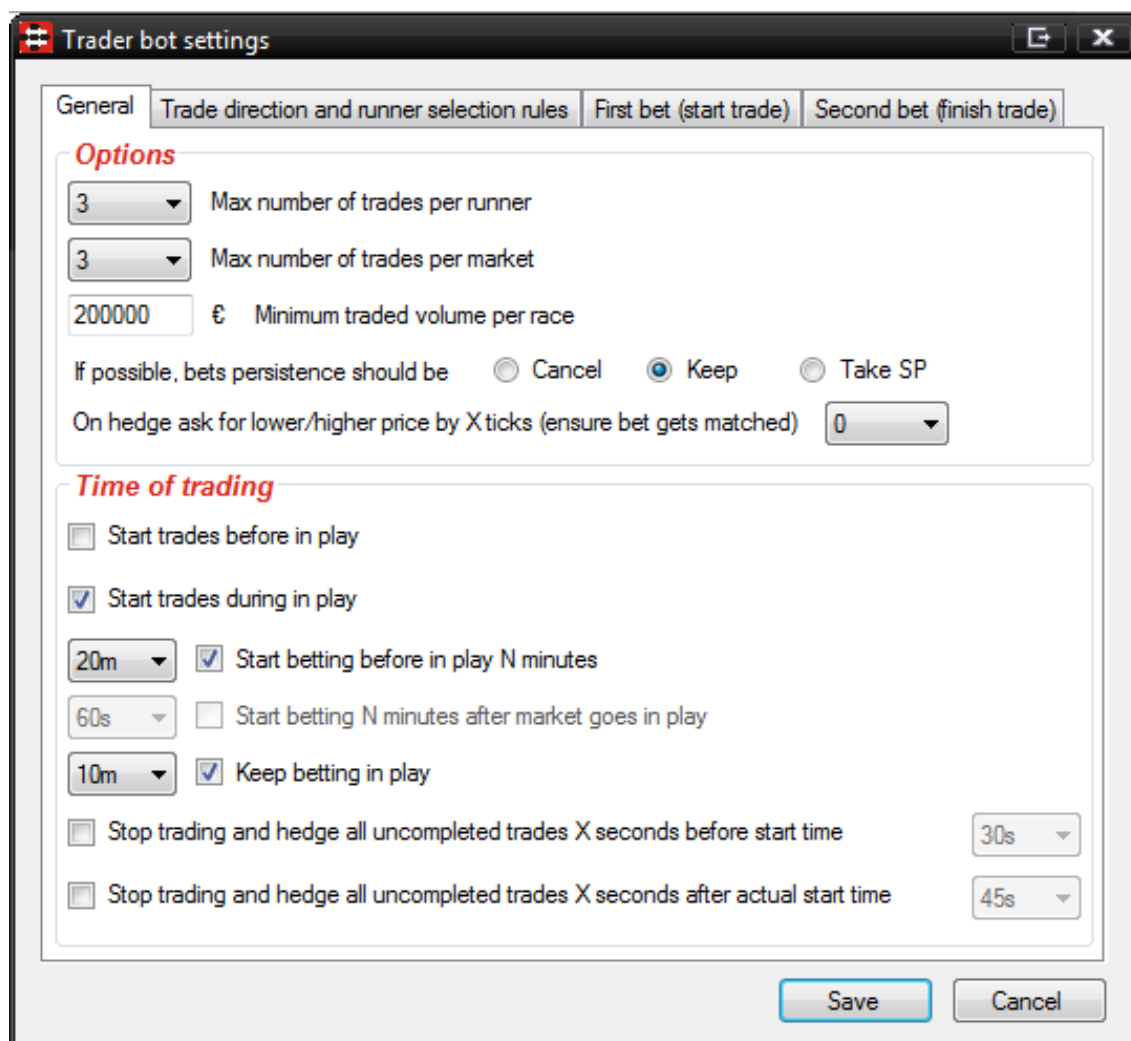 Trader bot settings
General Trade direction and runner selection rules First bet (start trade) Second bet (finish trade)
Options
3 Max number of trades per runner
3 Max number of trades per market
200000 € Minimum traded volume per race
If possible, bets persistence should be Cancel Keep Take SP
On hedge ask for lower/higher price by X ticks (ensure bet gets matched) 0
Time of trading
Start trades before in play
Start trades during in play
20m Start betting before in play N minutes
60s Start betting N minutes after market goes in play
10m Keep betting in play
Stop trading and hedge all uncompleted trades X seconds before start time 30s
Stop trading and hedge all uncompleted trades X seconds after actual start time 45s
Save Cancel